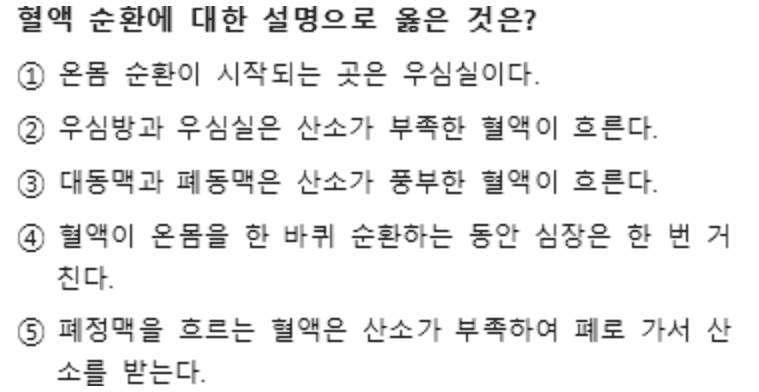 혈액 순환에 대한 설명으로 옳은 것은?
① 온몸 순환이 시작되는 곳은 우심실이다.
② 우심방과 우심실은 산소가 부족한 혈액이 흐른다.
③ 대동맥과 폐동맥은 산소가 풍부한 혈액이 흐른다.
④ 혈액이 온몸을 한 바퀴 순환하는 동안 심장은 한 번 거
친다.
⑤ 폐정맥을 흐르는 혈액은 산소가 부족하여 폐로 가서 산
소를 받는다.